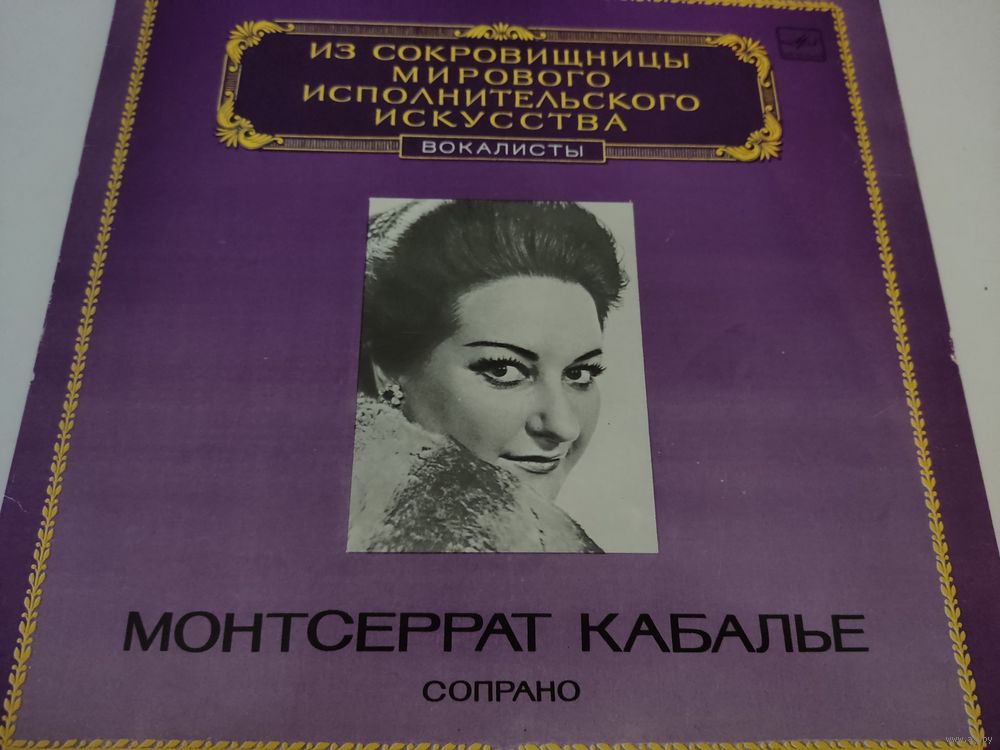 ИЗ СОКРОВИЩНИЦЫ
МИРОВОГО
ИСПОЛНИТЕЛЬСКОГО
ИСКУССТВА
ВОКАЛИСТЫ
МОНТСЕРРАТ КАБАЛЬЕ
СОПРАНО